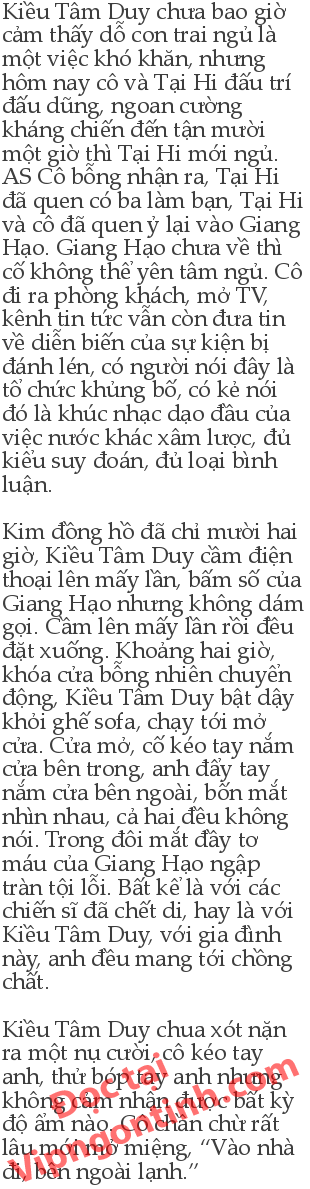 Kiều Tâm Duy chưa bao giờ
cảm thấy dỗ con trai ngủ là
một việc khó khăn, nhưng
hôm nay cô và Tại Hi đấu trí
đấu dũng, ngoan cường
kháng chiến đến tận mười
một giờ thì Tại Hi mới ngủ.
AS Cô bỗng nhận ra, Tại Hi
đã quen có ba làm bạn, Tại Hi
và cô đã quen ỷ lại vào Giang
Hạo. Giang Hạo chưa về thì
cố không thể yên tâm ngủ. Cô
đi ra phòng khách, mở TV,
kênh tin tức vẫn còn đưa tin
về diễn biến của sự kiện bị
đánh lén, có người nói đây là
tổ chức khủng bố, có kẻ nói
đó là khúc nhạc dạo đầu của
việc nước khác xâm lược, đủ
kiểu suy đoán, đủ loại bình
luận.
Kim đồng hồ đã chỉ mười hai
giờ, Kiều Tâm Duy cầm điện
thoại lên mấy lần, bấm số của
Giang Hạo nhưng không dám
gọi. Cầm lên mấy lần rồi đều
đặt xuống. Khoảng hai giờ,
khóa cửa bỗng nhiên chuyển
động, Kiều Tâm Duy bật dậy
khỏi ghế sofa, chạy tới mở
cửa. Cửa mở, cố kéo tay nắm
cửa bên trong, anh đẩy tay
nắm cửa bên ngoài, bốn mắt
nhìn nhau, cả hai đều không
nói. Trong đôi mắt đầy tơ
máu của Giang Hạo ngập
tràn tội lỗi. Bất kể là với các
chiến sĩ đã chết di, hay là với
Kiều Tâm Duy, với gia đình
này, anh đều mang tới chồng
chất.
Kiều Tâm Duy chua xót nặn
ra một nụ cười, cô kéo tay
anh, thử bóp tay anh nhưng
không cảm nhận được bất kỳ
độ ấm nào. Cô chần chừ rất
lâu mới mở miệng, “Vào nhà
đi, bên ngoài lạnh.”
Đọc tại
Vipngontinh.com